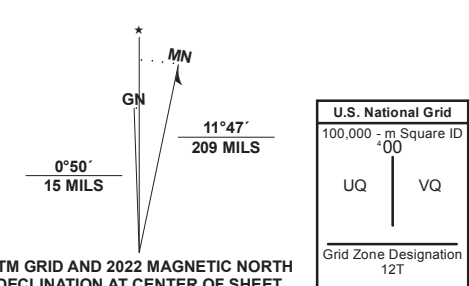 ★
MN
GN
11°47´
209 MILS
0°50´
15 MILS
TM GRID AND 2022 MAGNETIC NORTH
DECLINATION AT CENTER OF SHEET
U.S. National Grid
100,000 - m Square ID
⁴00
UQ VQ
Grid Zone Designation
12T